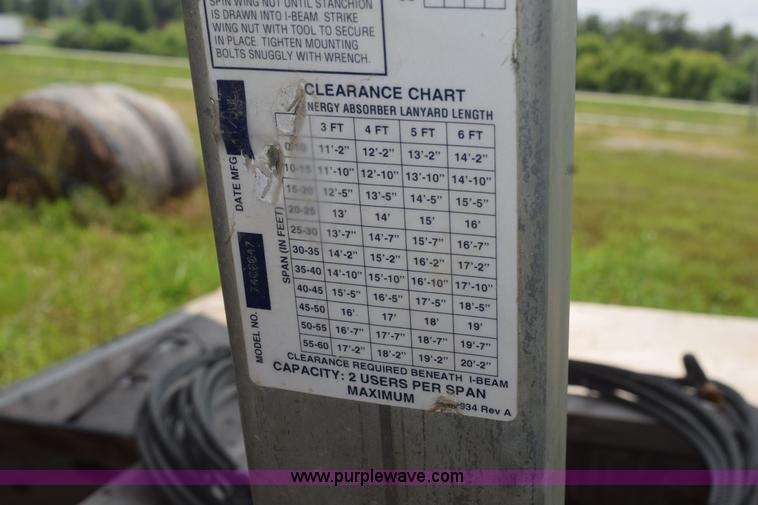 SPIN WING NUT UNTIL STANCHION
IS DRAWN INTO I-BEAM. STRIKE
WING NUT WITH TOOL TO SECURE
IN PLACE. TIGHTEN MOUNTING
BOLTS SNUGGLY WITH WRENCH.
CLEARANCE CHART
ENERGY ABSORBER LANYARD LENGTH
3 FT 4 FT 5 FT 6 FT
11'-2" 12'-2" 13'-2" 14'-2"
10-15 11'-10" 12'-10" 13'-10" 14'-10"
15-20 12'-5" 13'-5" 14'-5" 15'-5"
20-25 13' 14' 15' 16'
25-30 13'-7" 14'-7" 15'-7" 16'-7"
30-35 14'-2" 15'-2" 16'-2" 17'-2"
35-40 14'-10" 15'-10" 16'-10" 17'-10"
40-45 15'-5" 16'-5" 17'-5" 18'-5"
45-50 16' 17' 18' 19'
50-55 16'-7" 17'-7" 18'-7" 19'-7"
55-60 17'-2" 18'-2" 19'-2" 20'-2"
SPAN (IN FEET)
DATE MFG
MODEL NO.
CLEARANCE REQUIRED BENEATH I-BEAM
CAPACITY: 2 USERS PER SPAN
MAXIMUM
934 Rev A
www.purplewave.com